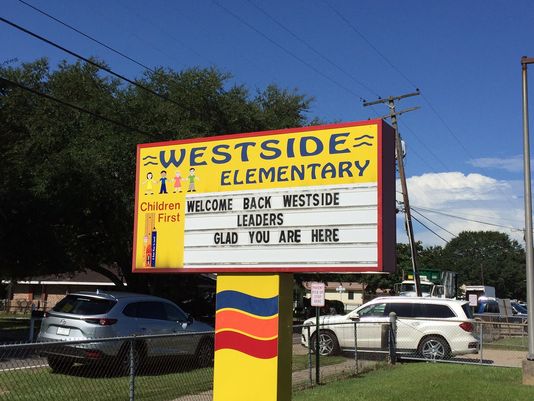 WESTSIDE
ELEMENTARY
Children
First
WELCOME BACK WESTSIDE
LEADERS
GLAD YOU ARE HERE